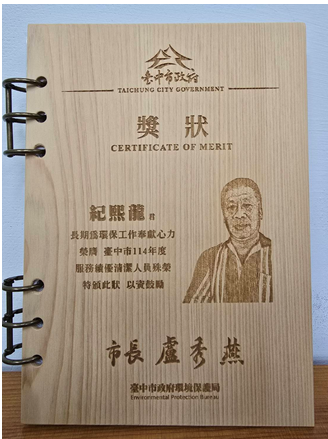 臺中市政府
TAICHUNG CITY GOVERNMENT
獎狀
CERTIFICATE OF MERIT
紀熙龍 君
長期為環保工作奉獻心力
榮膺 臺中市114年度
服務績優清潔人員殊榮
特頒此狀 以資鼓勵
市長 盧秀燕
臺中市政府環境保護局
Environmental Protection Bureau